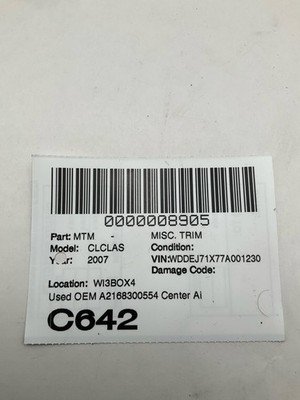 0000008905
Part: MTM - MISC. TRIM
Model: CLCLAS Condition:
Year: 2007 VIN:WDDEJ71X77A001230
Damage Code:
Location: WI3BOX4
Used OEM A2168300554 Center Ai
C642